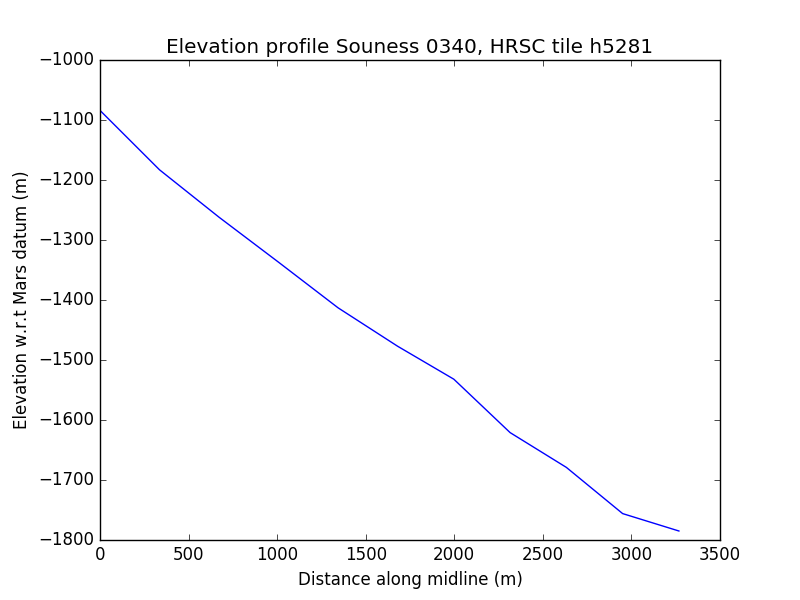 Elevation profile Souness 0340, HRSC tile h5281
−1000
−1100
−1200
−1300
−1400
−1500
−1600
−1700
−1800
Elevation w.r.t Mars datum (m)
0 500 1000 1500 2000 2500 3000 3500
Distance along midline (m)